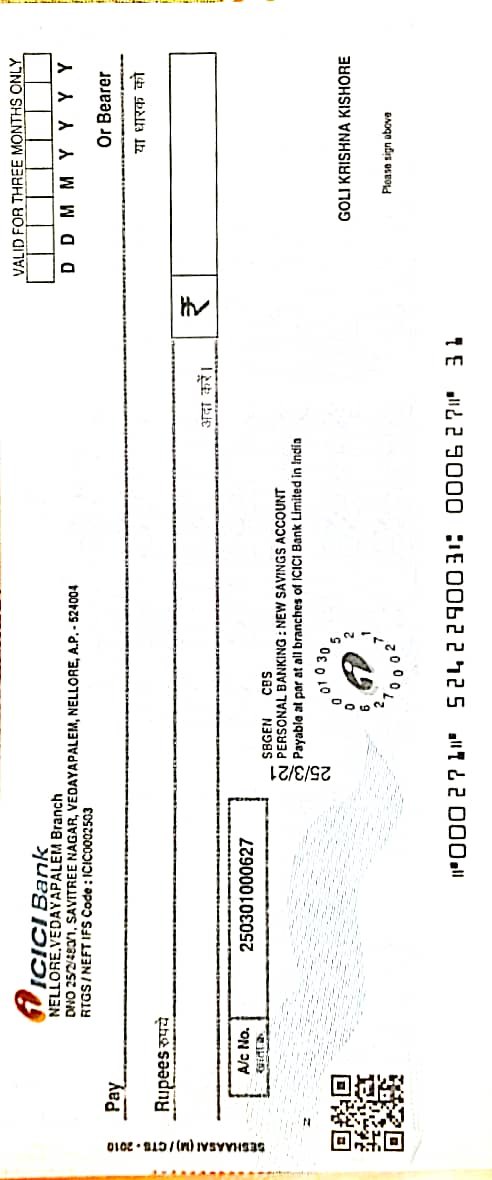 VALID FOR THREE MONTHS ONLY
D D M M Y Y Y Y
ICICI Bank
NELLORE,VEDAYAPALEM Branch
DNO 25/2/480/1, SAVITREE NAGAR, VEDAYAPALEM, NELLORE, A.P. - 524004
RTGS / NEFT IFS Code : ICIC0002503
Pay
Or Bearer
या धारक को
Rupees रुपये
अदा करें।
₹
A/c No.
250301000627
SBGEN CBS
PERSONAL BANKING : NEW SAVINGS ACCOUNT
Payable at par at all branches of ICICI Bank Limited in India
25/3/21
GOLI KRISHNA KISHORE
Please sign above
SESHAASAI (M) / CTS - 2010
⑈000271⑈ 524229003⑆ 000627⑈ 31